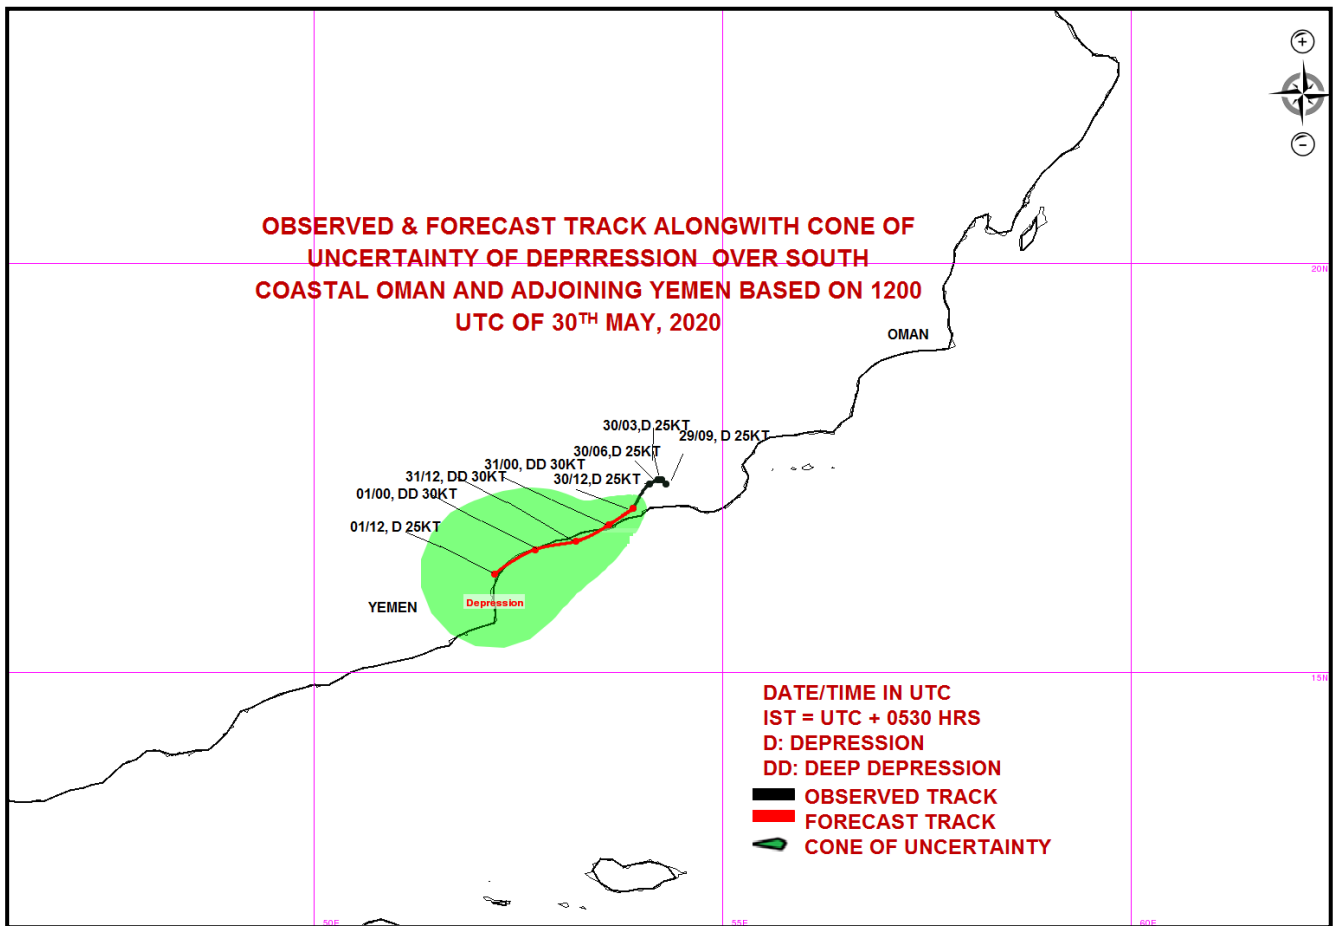 OBSERVED & FORECAST TRACK ALONGWITH CONE OF
UNCERTAINTY OF DEPRRESSION OVER SOUTH
COASTAL OMAN AND ADJOINING YEMEN BASED ON 1200
UTC OF 30TH MAY, 2020
20N
OMAN
30/03,D 25KT
29/09, D 25KT
30/06,D 25KT
31/00, DD 30KT
31/12, DD 30KT
30/12,D 25KT
01/00, DD 30KT
01/12, D 25KT
Depression
YEMEN
15N
DATE/TIME IN UTC
IST = UTC + 0530 HRS
D: DEPRESSION
DD: DEEP DEPRESSION
OBSERVED TRACK
FORECAST TRACK
CONE OF UNCERTAINTY
50E
55E
60E